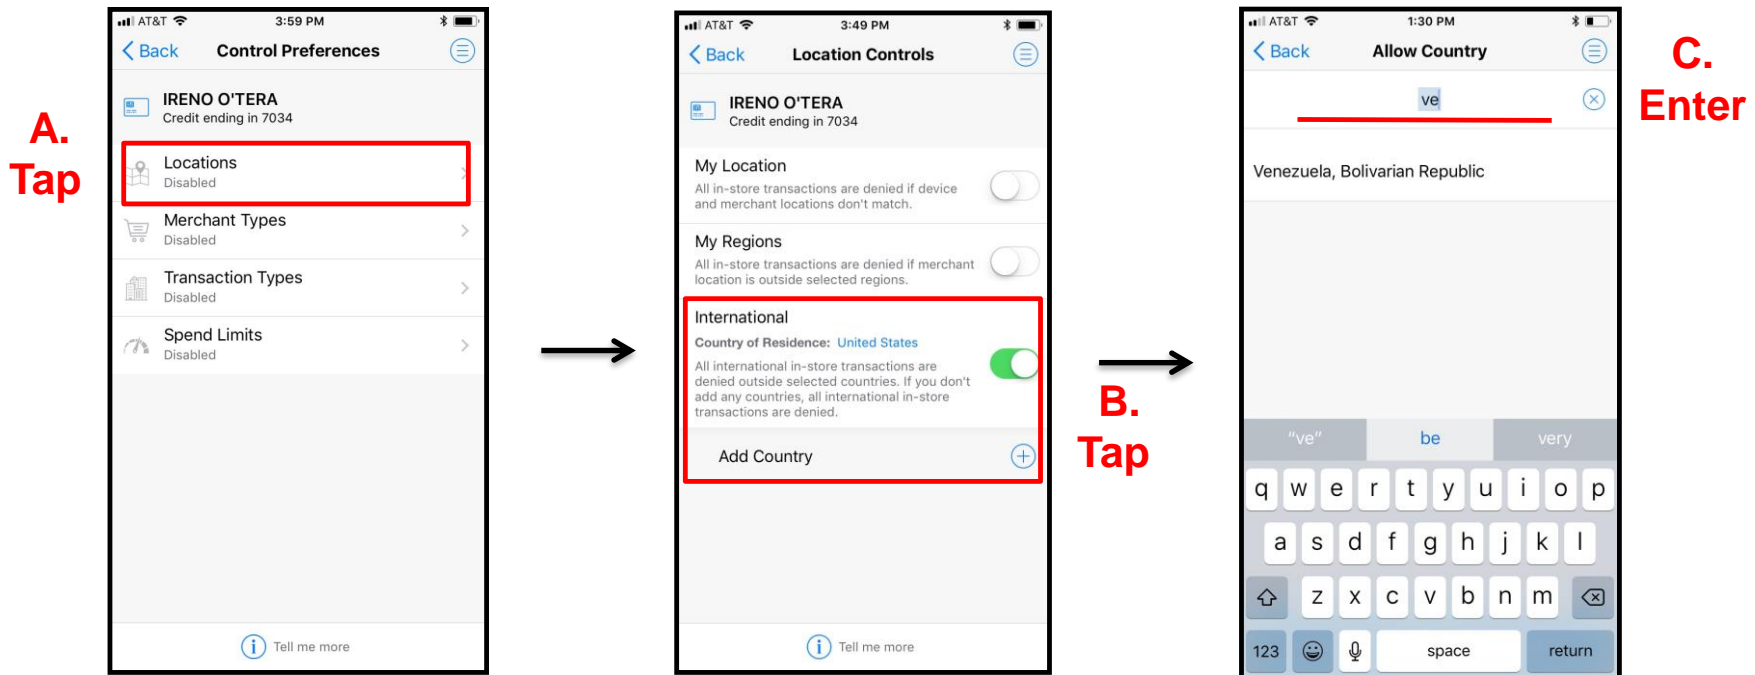 A.
Tap
AT&T 3:59 PM
Back Control Preferences
IRENO O'TERA
Credit ending in 7034
Locations
Disabled
Merchant Types
Disabled
Transaction Types
Disabled
Spend Limits
Disabled
i Tell me more
AT&T 3:49 PM
Back Location Controls
IRENO O'TERA
Credit ending in 7034
My Location
All in-store transactions are denied if device
and merchant locations don't match.
My Regions
All in-store transactions are denied if merchant
location is outside selected regions.
International
Country of Residence: United States
All international in-store transactions are
denied outside selected countries. If you don't
add any countries, all international in-store
transactions are denied.
Add Country
i Tell me more
B.
Tap
AT&T 1:30 PM
Back Allow Country
ve
Venezuela, Bolivarian Republic
"ve" be very
q w e r t y u i o p
a s d f g h j k l
z x c v b n m
123 space return
C.
Enter